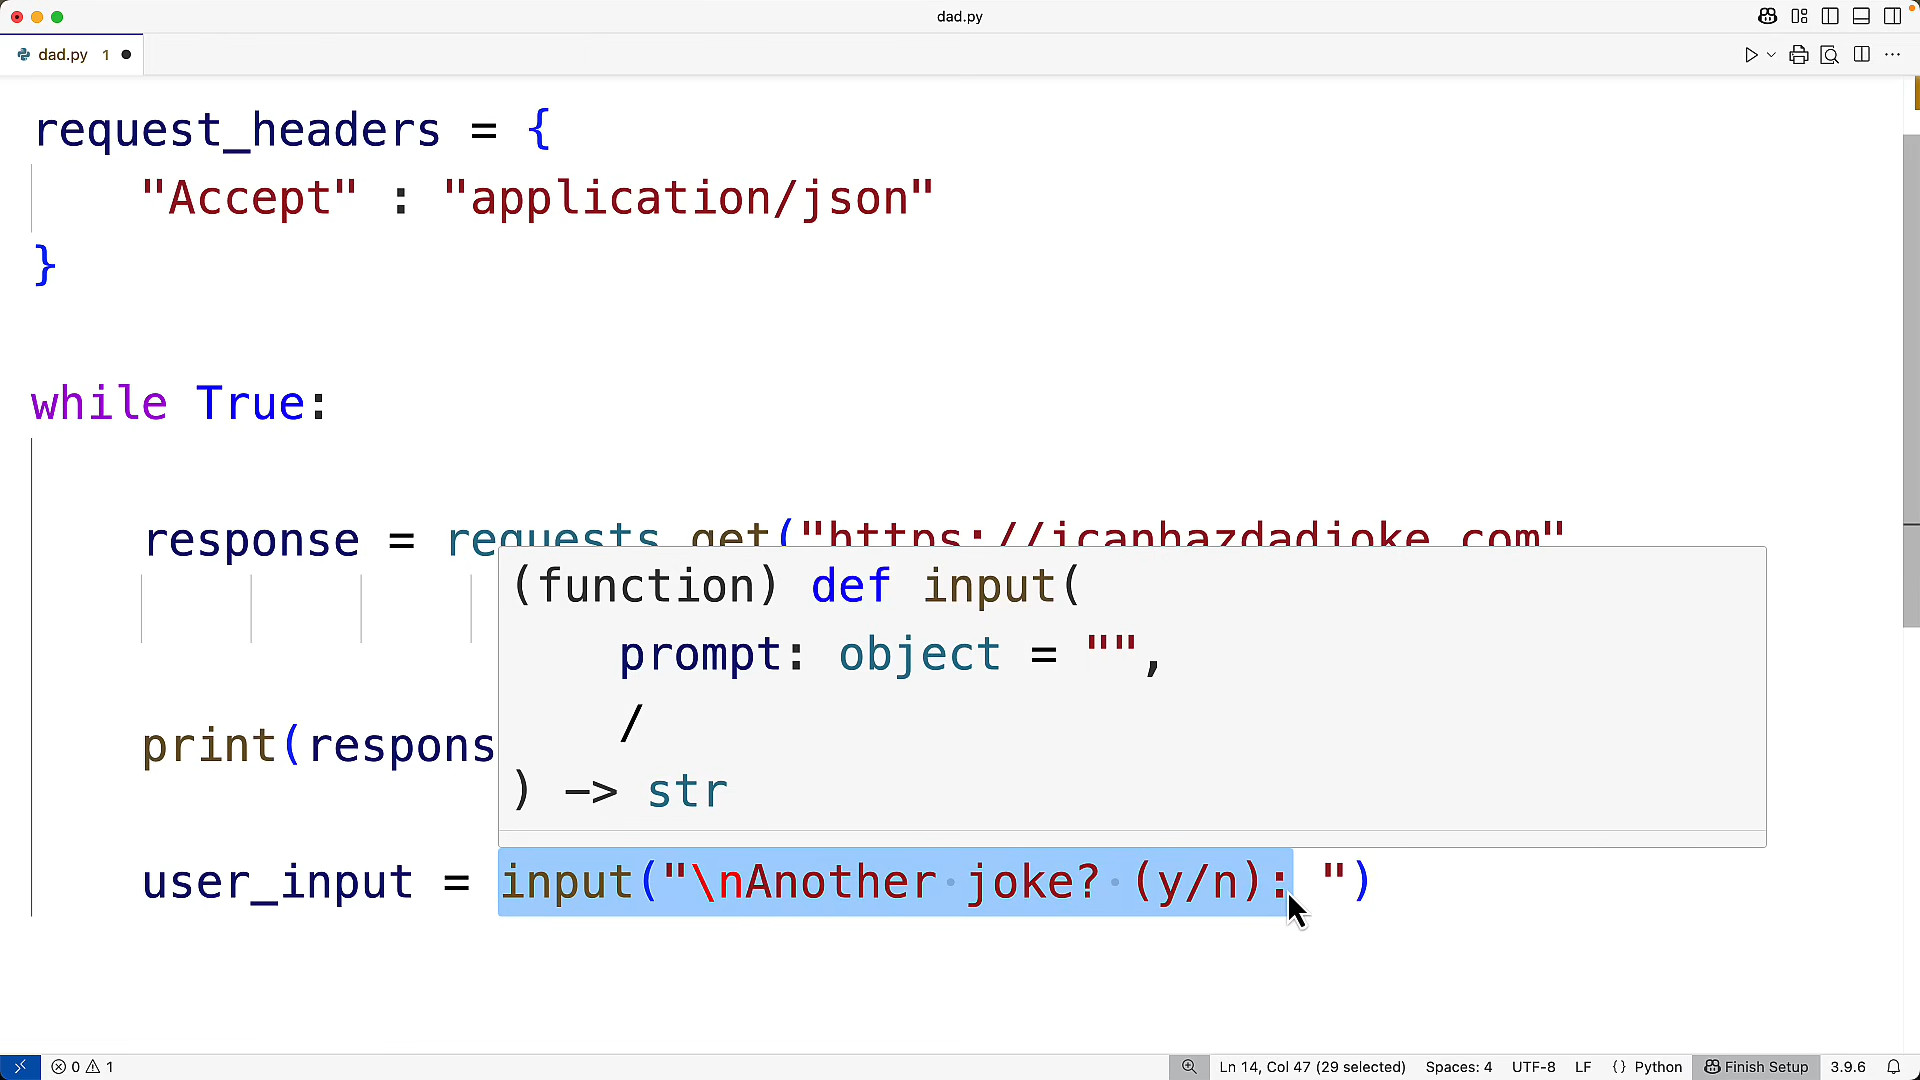 dad.py
dad.py 1
request_headers = {
"Accept" : "application/json"
}
while True:
response = requests.get("https://icanhazdadjoke.com"
(function) def input(
prompt: object = "",
/
) -> str
print(respons
user_input = input("\nAnother joke? (y/n): ")
0 1 Ln 14, Col 47 (29 selected) Spaces: 4 UTF-8 LF {} Python Finish Setup 3.9.6